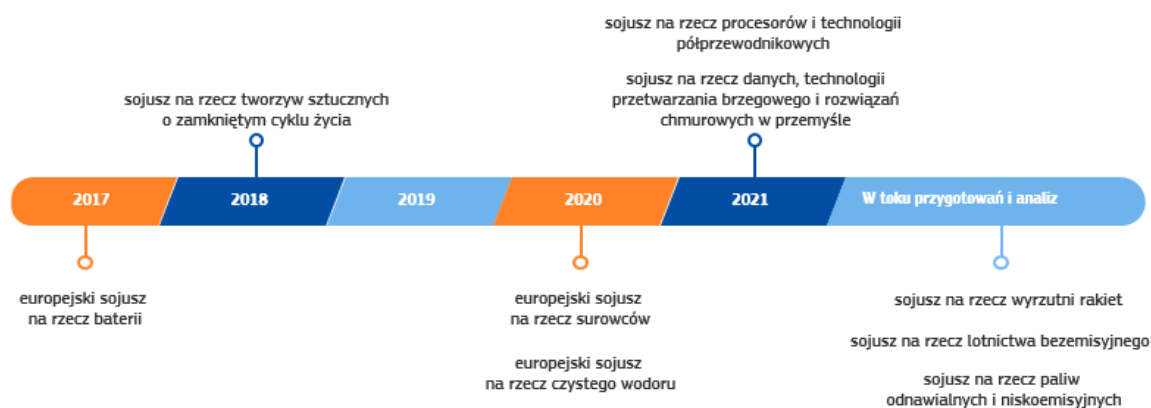 sojusz na rzecz procesorów i technologii
półprzewodnikowych
sojusz na rzecz danych, technologii
przetwarzania brzegowego i rozwiązań
chmurowych w przemyśle
sojusz na rzecz tworzyw sztucznych
o zamkniętym cyklu życia
2017
2018
2019
2020
2021
W toku przygotowań i analiz
europejski sojusz
na rzecz baterii
europejski sojusz
na rzecz surowców
europejski sojusz
na rzecz czystego wodoru
sojusz na rzecz wyrzutni rakiet
sojusz na rzecz lotnictwa bezemisyjnego
sojusz na rzecz paliw
odnawialnych i niskoemisyjnych